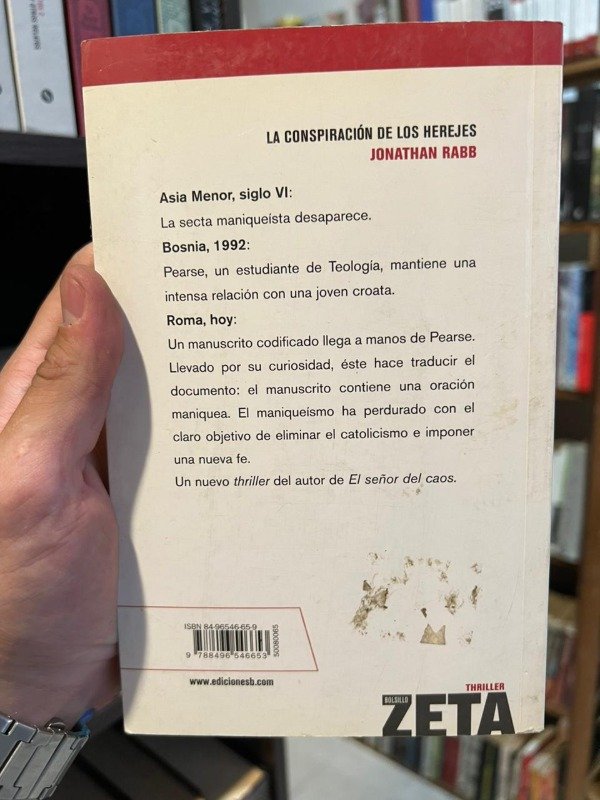 LA CONSPIRACIÓN DE LOS HEREJES
JONATHAN RABB
Asia Menor, siglo VI:
La secta maniqueísta desaparece.
Bosnia, 1992:
Pearse, un estudiante de Teología, mantiene una
intensa relación con una joven croata.
Roma, hoy:
Un manuscrito codificado llega a manos de Pearse.
Llevado por su curiosidad, éste hace traducir el
documento: el manuscrito contiene una oración
maniquea. El maniqueísmo ha perdurado con el
claro objetivo de eliminar el catolicismo e imponer
una nueva fe.
Un nuevo thriller del autor de El señor del caos.
ISBN 84-96546-65-9
9 788496 546653
50080065
www.edicionesb.com
THRILLER
BOLSILLO
ZETA